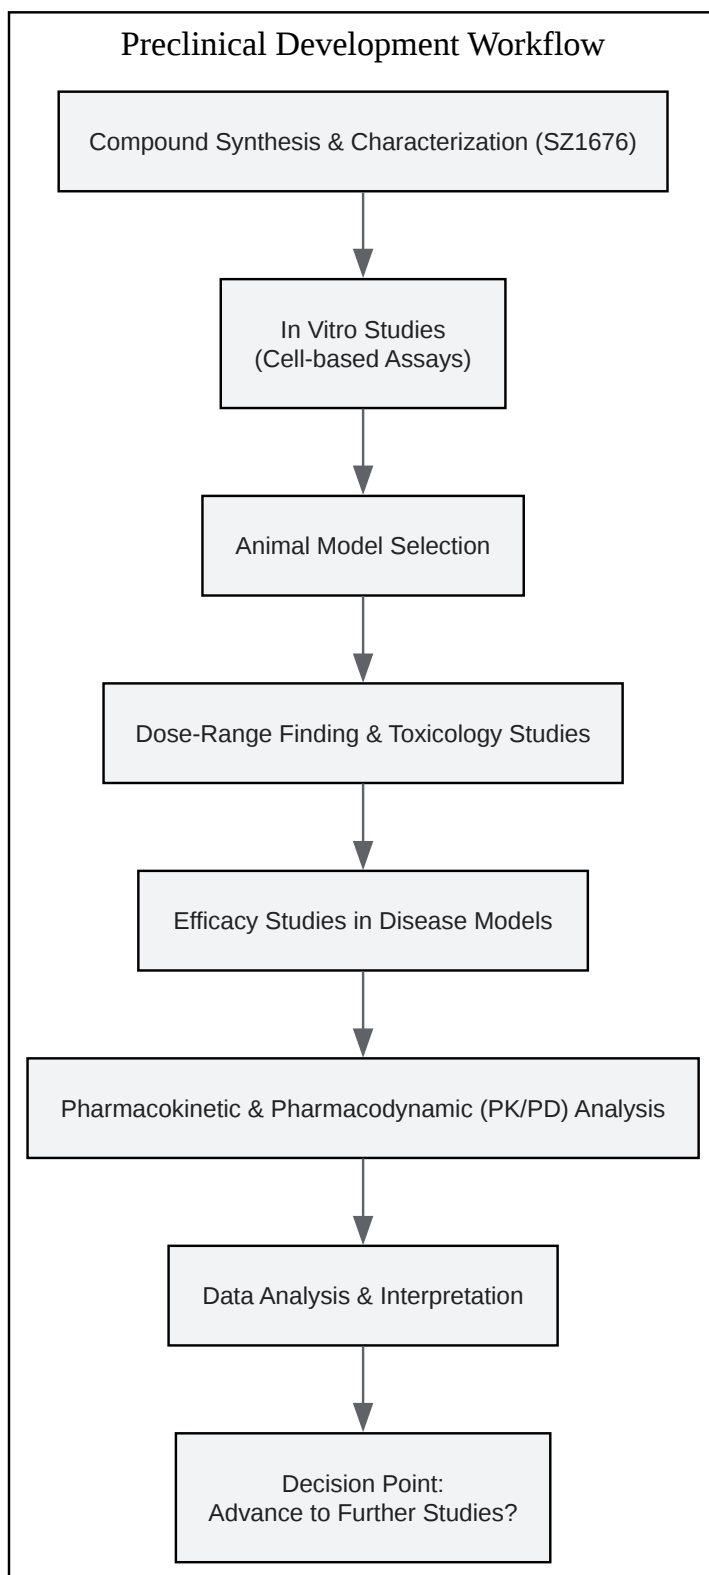 Preclinical Development Workflow
Compound Synthesis & Characterization (SZ1676)
In Vitro Studies
(Cell-based Assays)
Animal Model Selection
Dose-Range Finding & Toxicology Studies
Efficacy Studies in Disease Models
Pharmacokinetic & Pharmacodynamic (PK/PD) Analysis
Data Analysis & Interpretation
Decision Point:
Advance to Further Studies?